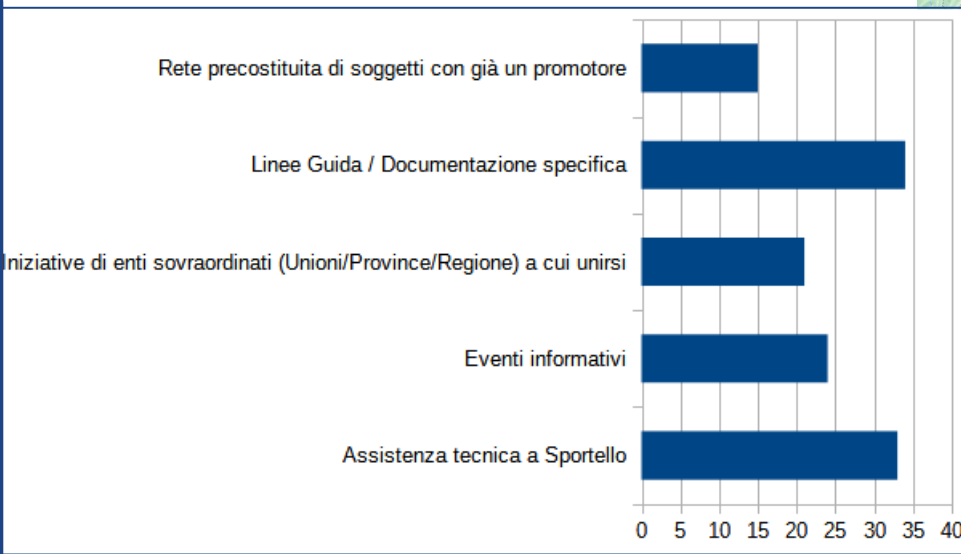 Rete precostituita di soggetti con già un promotore
Linee Guida / Documentazione specifica
Iniziative di enti sovraordinati (Unioni/Province/Regione) a cui unirsi
Eventi informativi
Assistenza tecnica a Sportello
0 5 10 15 20 25 30 35 40